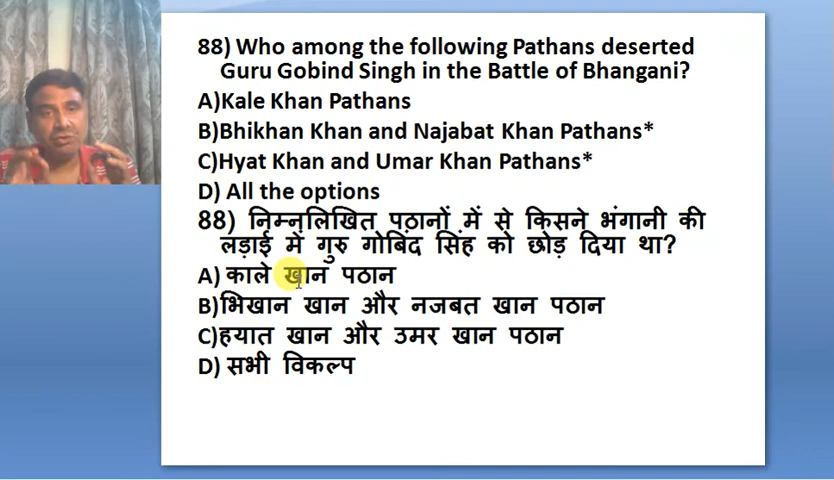 88) Who among the following Pathans deserted
Guru Gobind Singh in the Battle of Bhangani?
A)Kale Khan Pathans
B)Bhikhan Khan and Najabat Khan Pathans*
C)Hyat Khan and Umar Khan Pathans*
D) All the options
88) निम्नलिखित पठानों में से किसने भंगानी की
लड़ाई में गुरु गोबिंद सिंह को छोड़ दिया था?
A) काले खान पठान
B)भिखान खान और नजबत खान पठान
C)हयात खान और उमर खान पठान
D) सभी विकल्प